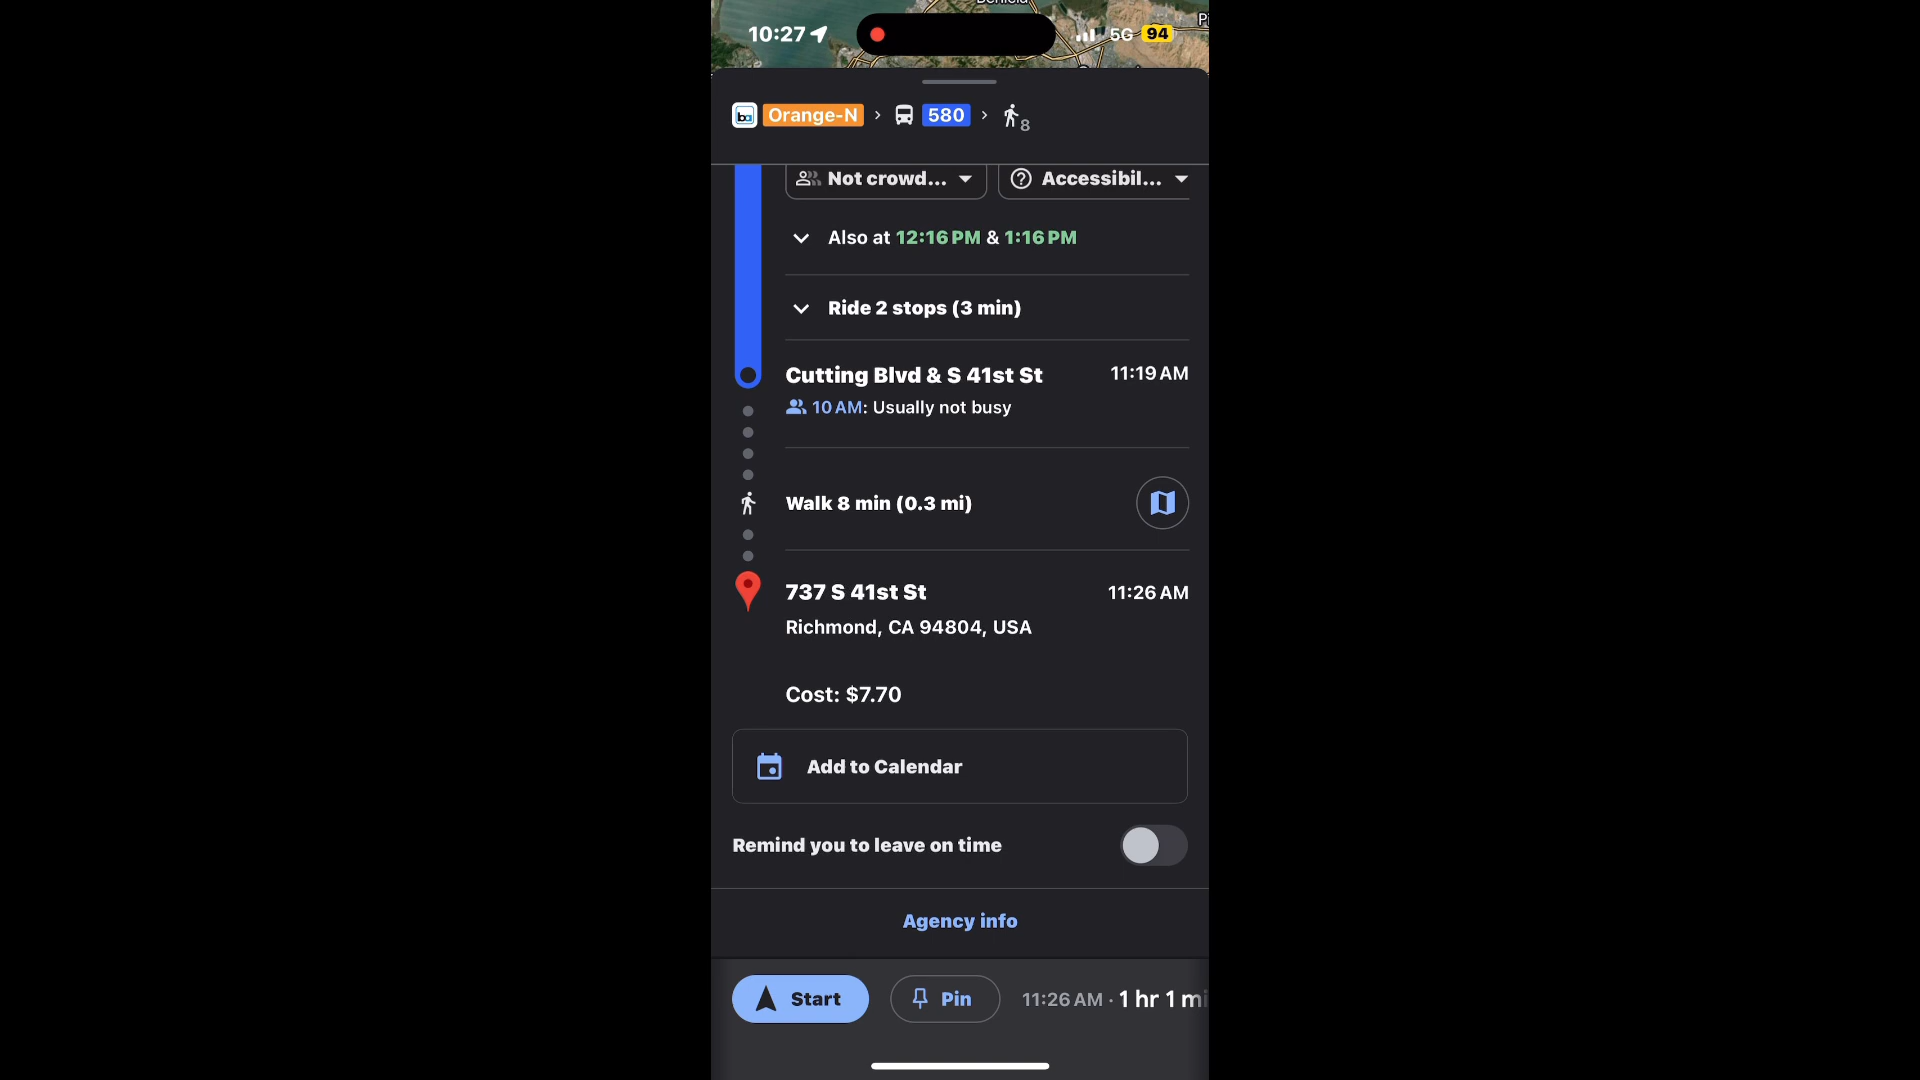 10:27
5G 94
ba Orange-N 580 8
Not crowd... Accessibil...
Also at 12:16 PM & 1:16 PM
Ride 2 stops (3 min)
Cutting Blvd & S 41st St 11:19 AM
10 AM: Usually not busy
Walk 8 min (0.3 mi)
737 S 41st St 11:26 AM
Richmond, CA 94804, USA
Cost: $7.70
Add to Calendar
Remind you to leave on time
Agency info
Start Pin 11:26 AM · 1 hr 1 mi